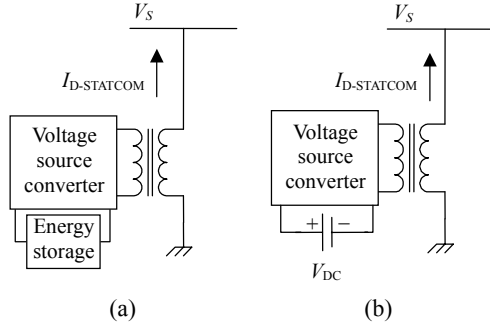 V_S
I_D-STATCOM
Voltage
source
converter
Energy
storage
(a)
V_S
I_D-STATCOM
Voltage
source
converter
+ −
V_DC
(b)